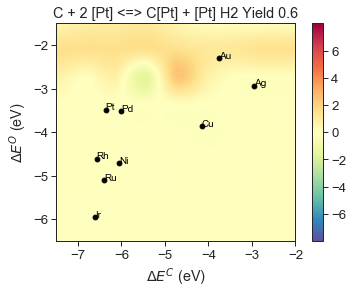 C + 2 [Pt] <=> C[Pt] + [Pt] H2 Yield 0.6
ΔE^O (eV)
−2
−3
−4
−5
−6
Au
Ag
Pt
Pd
Cu
Rh
Ni
Ru
Ir
−7
−6
−5
−4
−3
−2
ΔE^C (eV)
6
4
2
0
−2
−4
−6